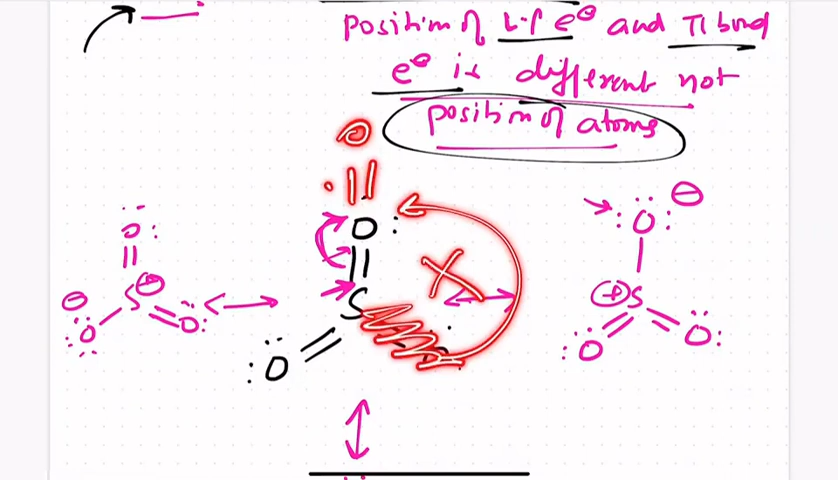 position of L.P e⊖ and π bond
e⊖ is different not
position of atoms
O
O:
O:
:O: ⊖
S⊕
⊕S
⊖
:O
O:
S
:O
:O
O: